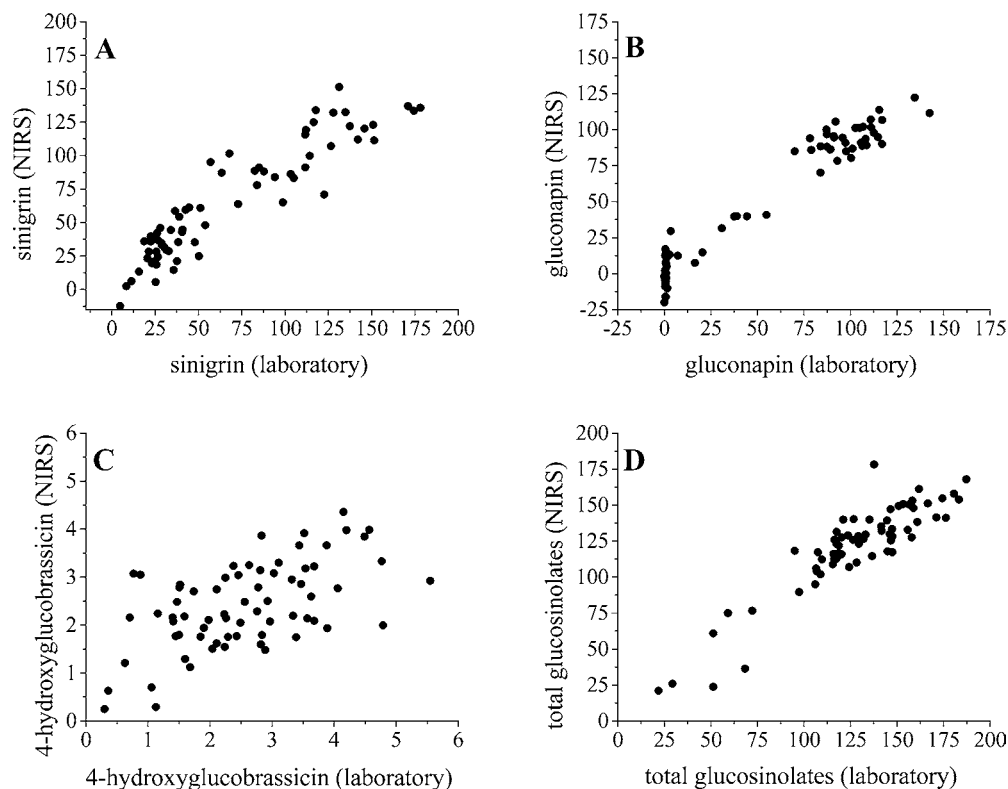 A
200
175
150
125
100
75
50
25
0
sinigrin (NIRS)
0 25 50 75 100 125 150 175 200
sinigrin (laboratory)
B
175
150
125
100
75
50
25
0
-25
gluconapin (NIRS)
-25 0 25 50 75 100 125 150 175
gluconapin (laboratory)
C
6
5
4
3
2
1
0
4-hydroxyglucobrassicin (NIRS)
0 1 2 3 4 5 6
4-hydroxyglucobrassicin (laboratory)
D
200
175
150
125
100
75
50
25
0
total glucosinolates (NIRS)
0 25 50 75 100 125 150 175 200
total glucosinolates (laboratory)